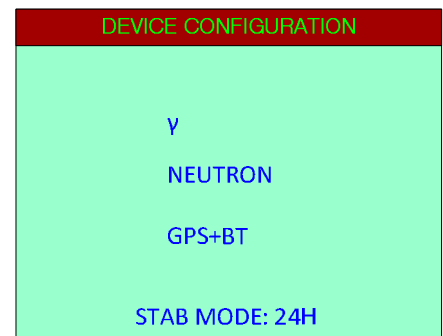 DEVICE CONFIGURATION
γ
NEUTRON
GPS+BT
STAB MODE: 24H